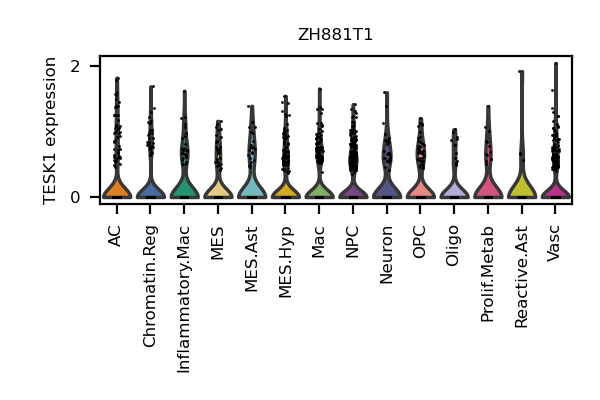 ZH881T1
TESK1 expression
2
0
AC
Chromatin.Reg
Inflammatory.Mac
MES
MES.Ast
MES.Hyp
Mac
NPC
Neuron
OPC
Oligo
Prolif.Metab
Reactive.Ast
Vasc